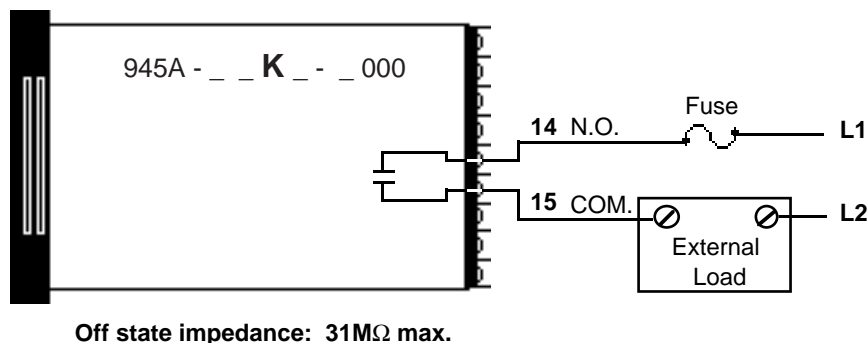 945A - _ _ K _ - _ 000
Fuse
14 N.O.
L1
15 COM.
L2
External
Load
Off state impedance: 31MΩ max.